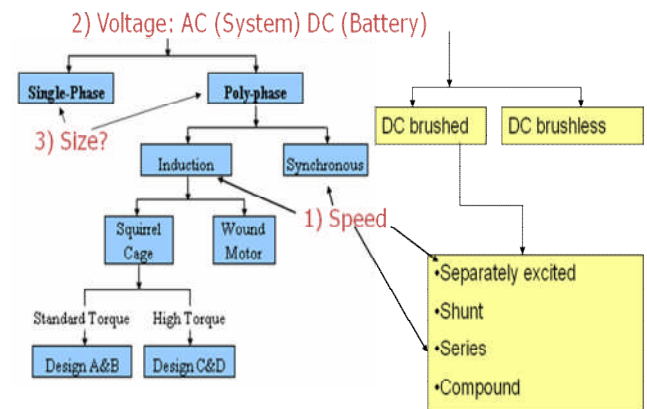 2) Voltage: AC (System) DC (Battery)
Single-Phase
Poly-phase
DC brushed
DC brushless
3) Size?
Induction
Synchronous
1) Speed
Squirrel
Cage
Wound
Motor
•Separately excited
•Shunt
•Series
•Compound
Standard Torque
High Torque
Design A&B
Design C&D